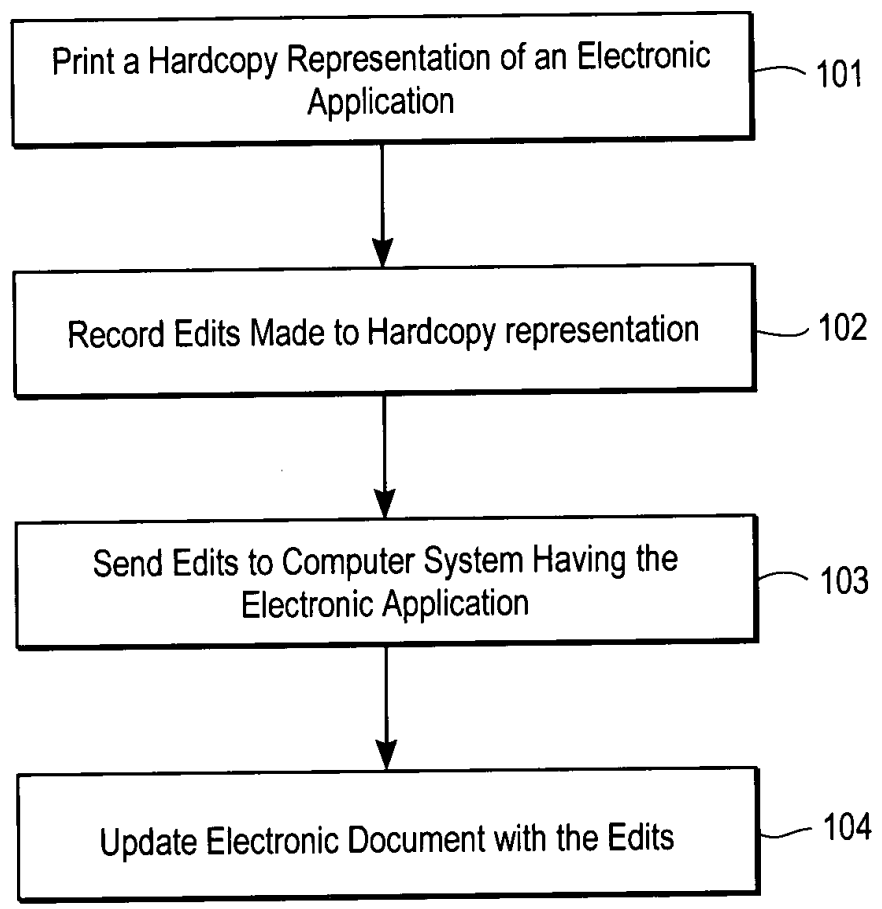 Print a Hardcopy Representation of an Electronic
Application
101
Record Edits Made to Hardcopy representation
102
Send Edits to Computer System Having the
Electronic Application
103
Update Electronic Document with the Edits
104